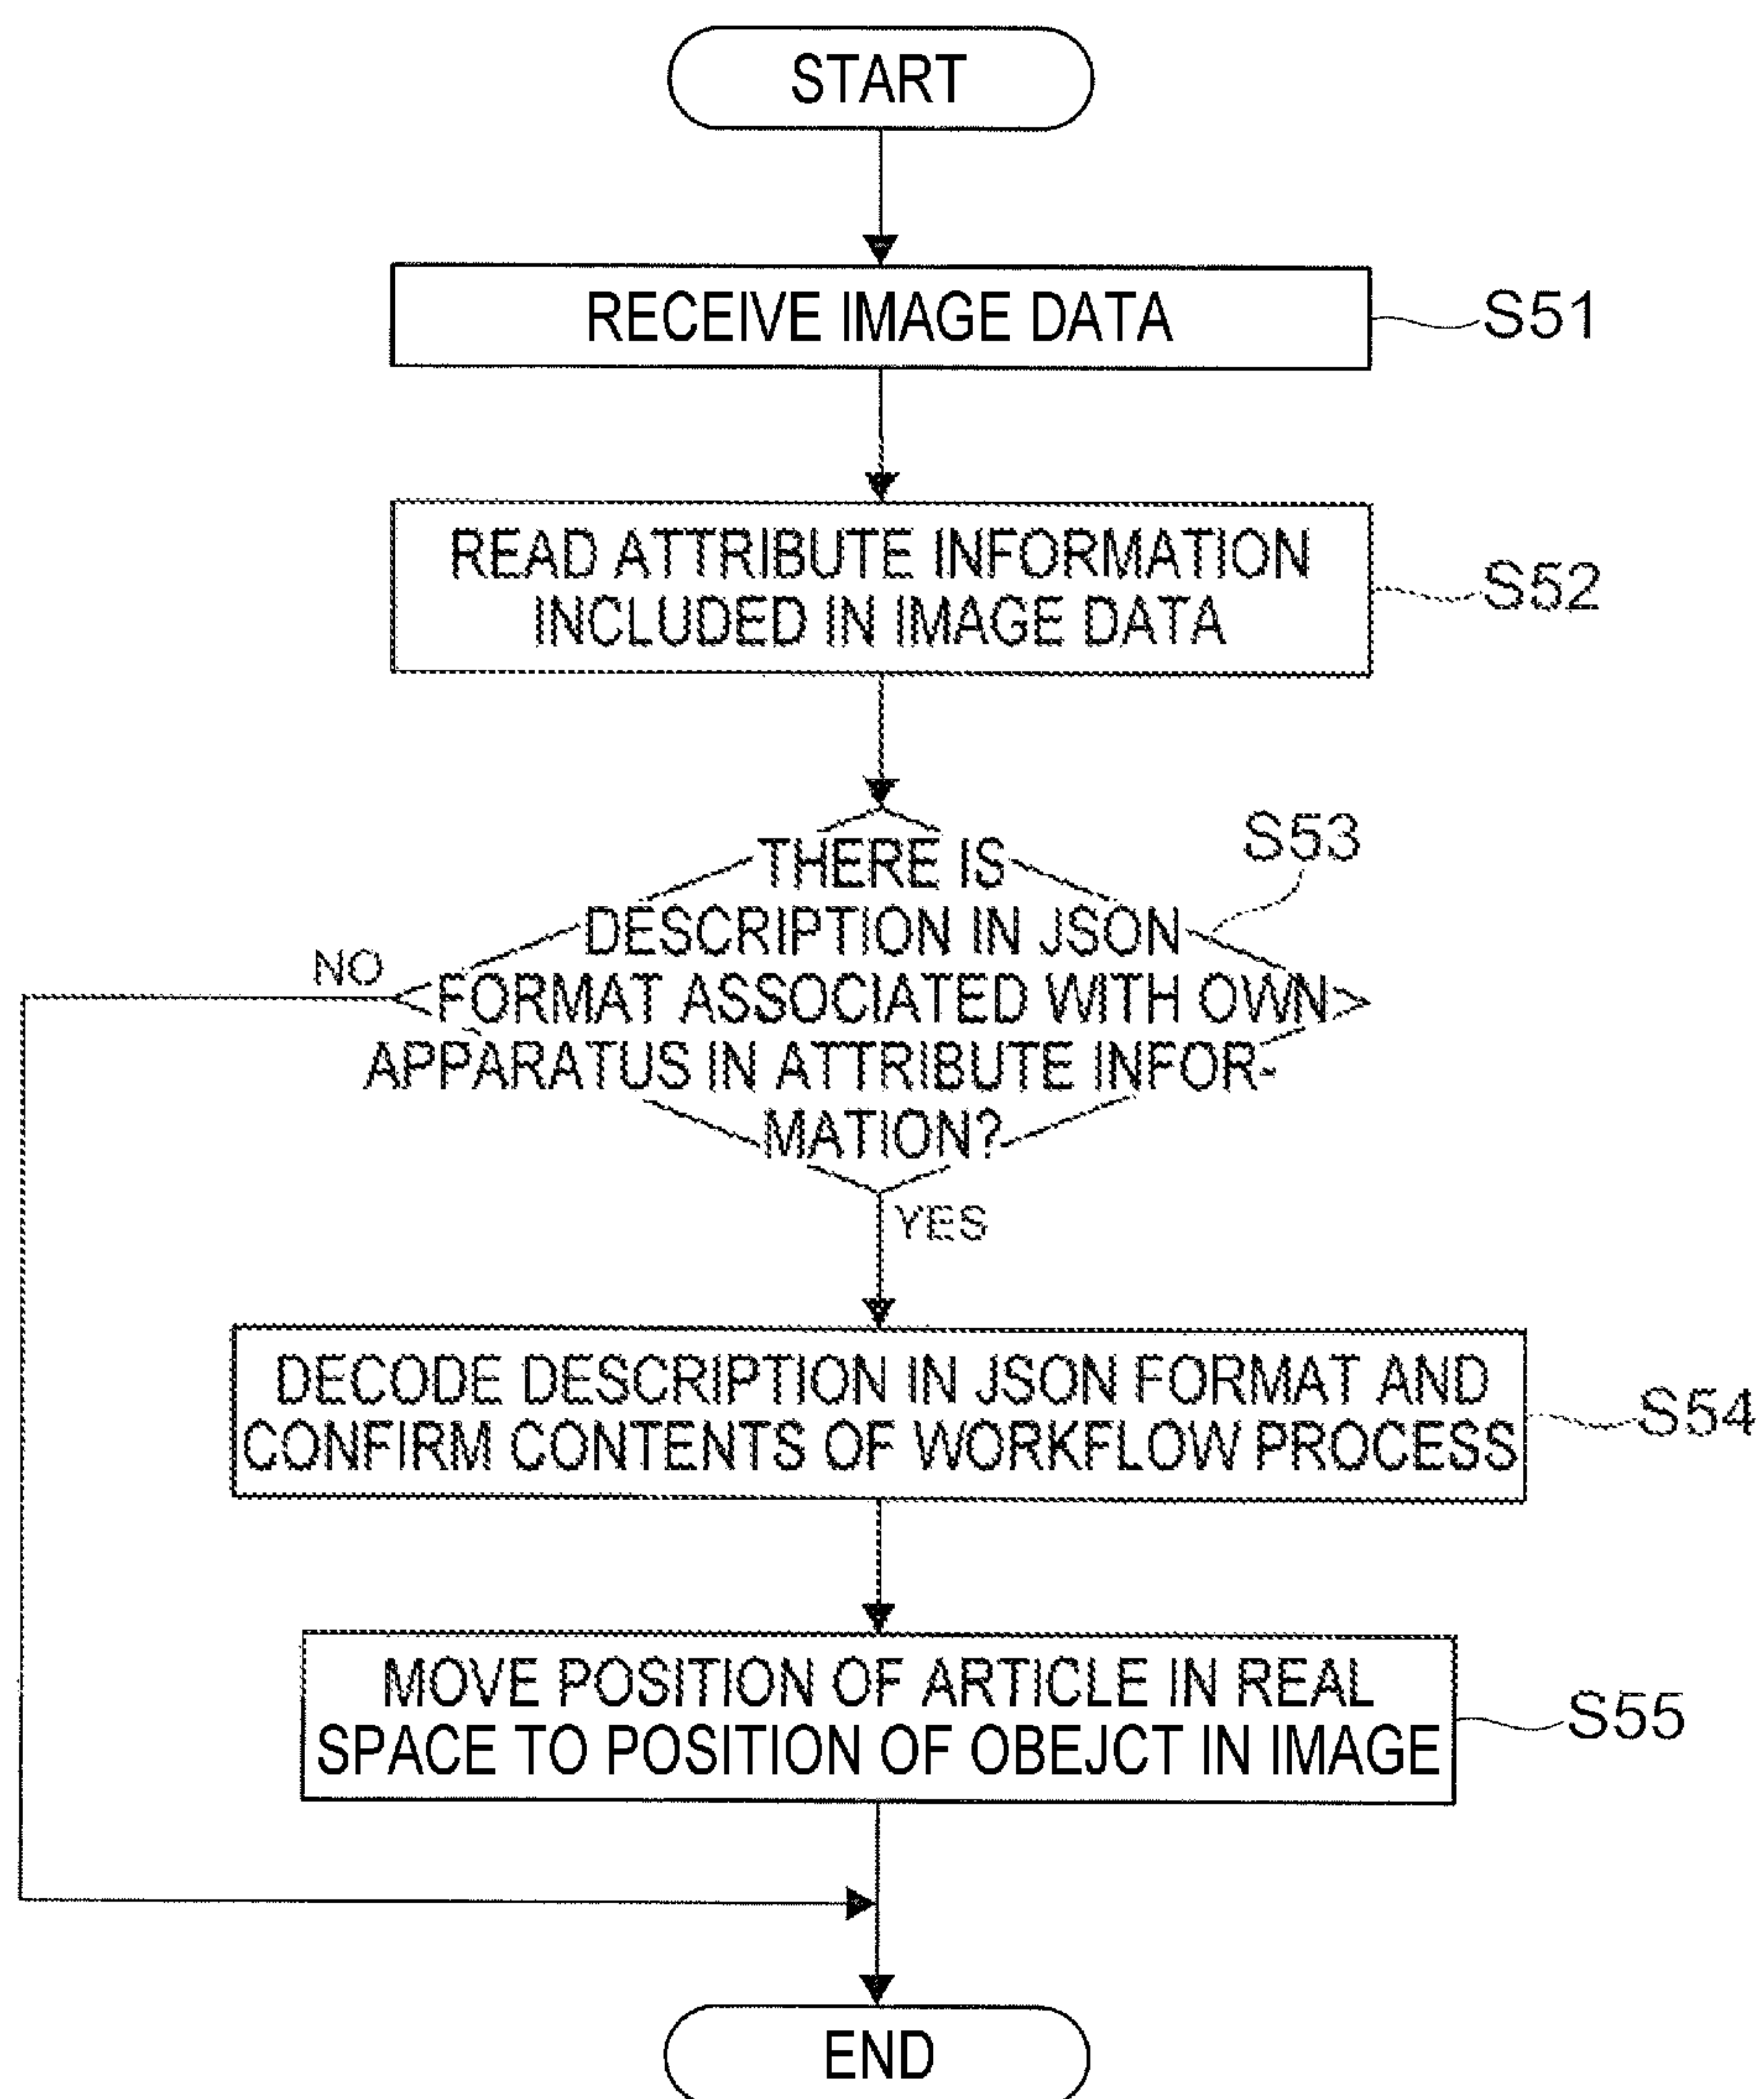 START
RECEIVE IMAGE DATA
S51
READ ATTRIBUTE INFORMATION
INCLUDED IN IMAGE DATA
S52
THERE IS
DESCRIPTION IN JSON
FORMAT ASSOCIATED WITH OWN
APPARATUS IN ATTRIBUTE INFOR-
MATION?
S53
NO
YES
DECODE DESCRIPTION IN JSON FORMAT AND
CONFIRM CONTENTS OF WORKFLOW PROCESS
S54
MOVE POSITION OF ARTICLE IN REAL
SPACE TO POSITION OF OBEJCT IN IMAGE
S55
END